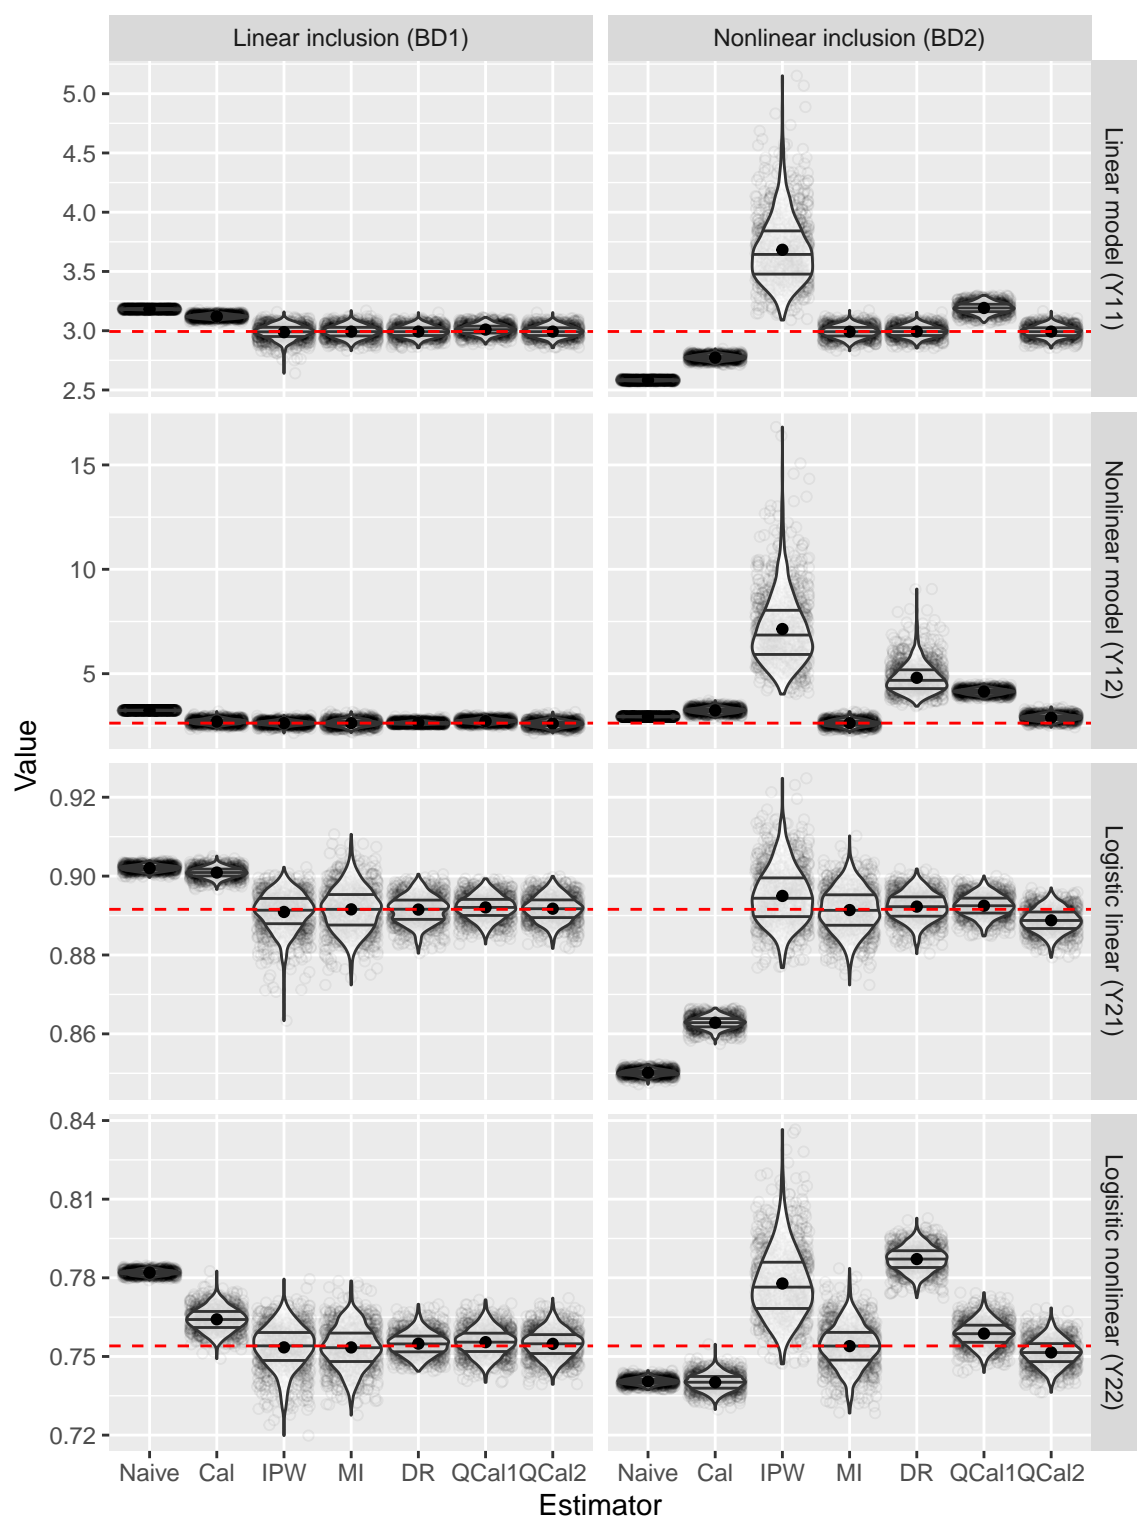 Linear inclusion (BD1)
Nonlinear inclusion (BD2)
5.0
4.5
4.0
3.5
3.0
2.5
Linear model (Y11)
15
10
5
Nonlinear model (Y12)
Value
0.92
0.90
0.88
0.86
Logistic linear (Y21)
0.84
0.81
0.78
0.75
0.72
Logisitic nonlinear (Y22)
Naive Cal IPW MI DR QCal1 QCal2
Naive Cal IPW MI DR QCal1 QCal2
Estimator